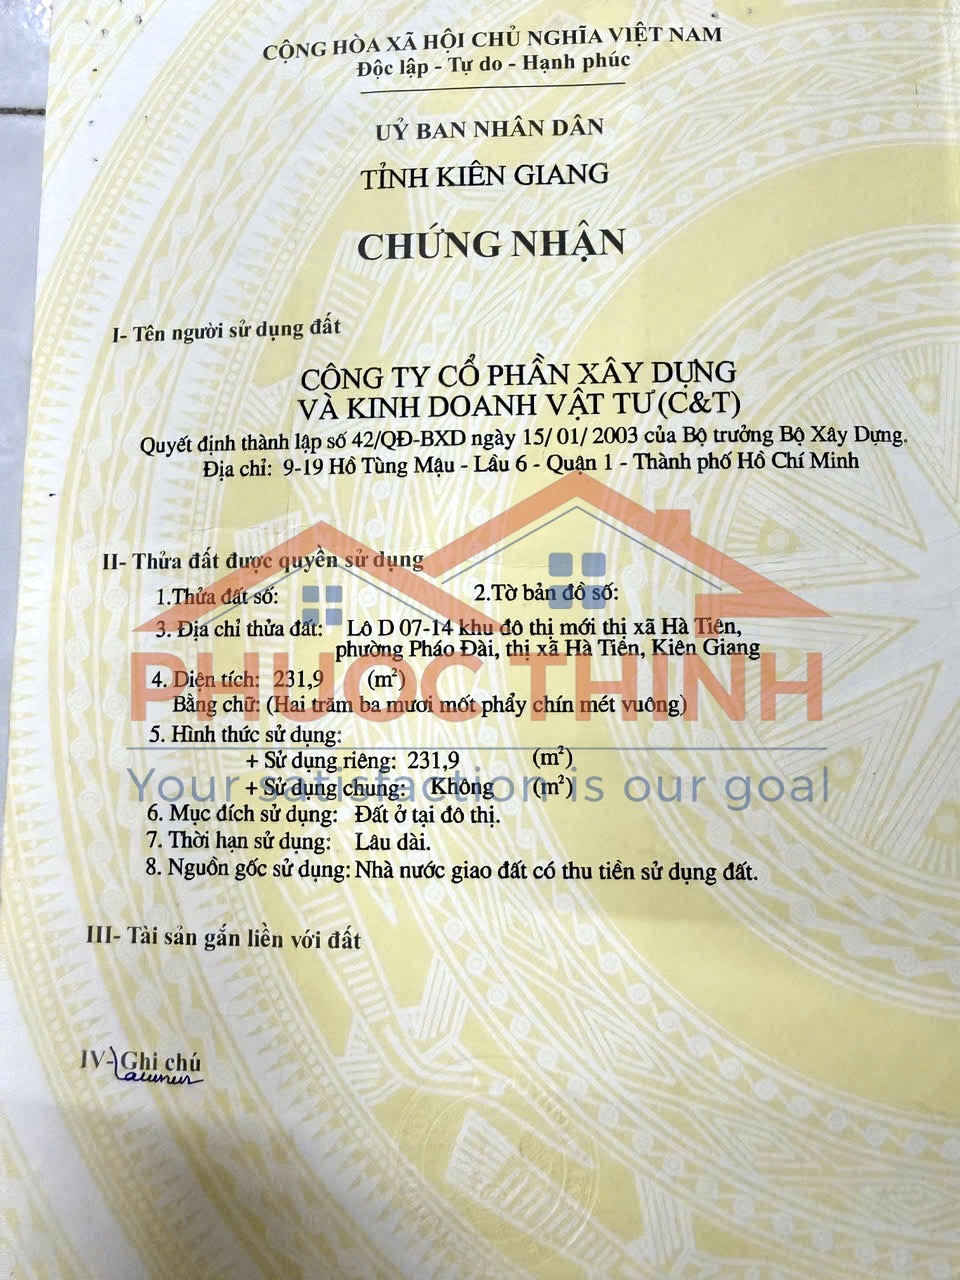 CỘNG HÒA XÃ HỘI CHỦ NGHĨA VIỆT NAM
Độc lập - Tự do - Hạnh phúc
UỶ BAN NHÂN DÂN
TỈNH KIÊN GIANG
CHỨNG NHẬN
I- Tên người sử dụng đất
CÔNG TY CỔ PHẦN XÂY DỰNG
VÀ KINH DOANH VẬT TƯ (C&T)
Quyết định thành lập số 42/QĐ-BXD ngày 15/ 01/ 2003 của Bộ trưởng Bộ Xây Dựng.
Địa chỉ: 9-19 Hồ Tùng Mậu - Lầu 6 - Quận 1 - Thành phố Hồ Chí Minh
II- Thửa đất được quyền sử dụng
1.Thửa đất số: 2.Tờ bản đồ số:
3. Địa chỉ thửa đất: Lô D 07-14 khu đô thị mới thị xã Hà Tiên,
phường Pháo Đài, thị xã Hà Tiên, Kiên Giang
PHUOC THINH
4. Diện tích: 231,9 (m²)
Bằng chữ: (Hai trăm ba mươi mốt phẩy chín mét vuông)
5. Hình thức sử dụng:
+ Sử dụng riêng: 231,9 (m²)
Your satisfaction is our goal
+ Sử dụng chung: Không (m²)
6. Mục đích sử dụng: Đất ở tại đô thị.
7. Thời hạn sử dụng: Lâu dài.
8. Nguồn gốc sử dụng: Nhà nước giao đất có thu tiền sử dụng đất.
III- Tài sản gắn liền với đất
IV- Ghi chú